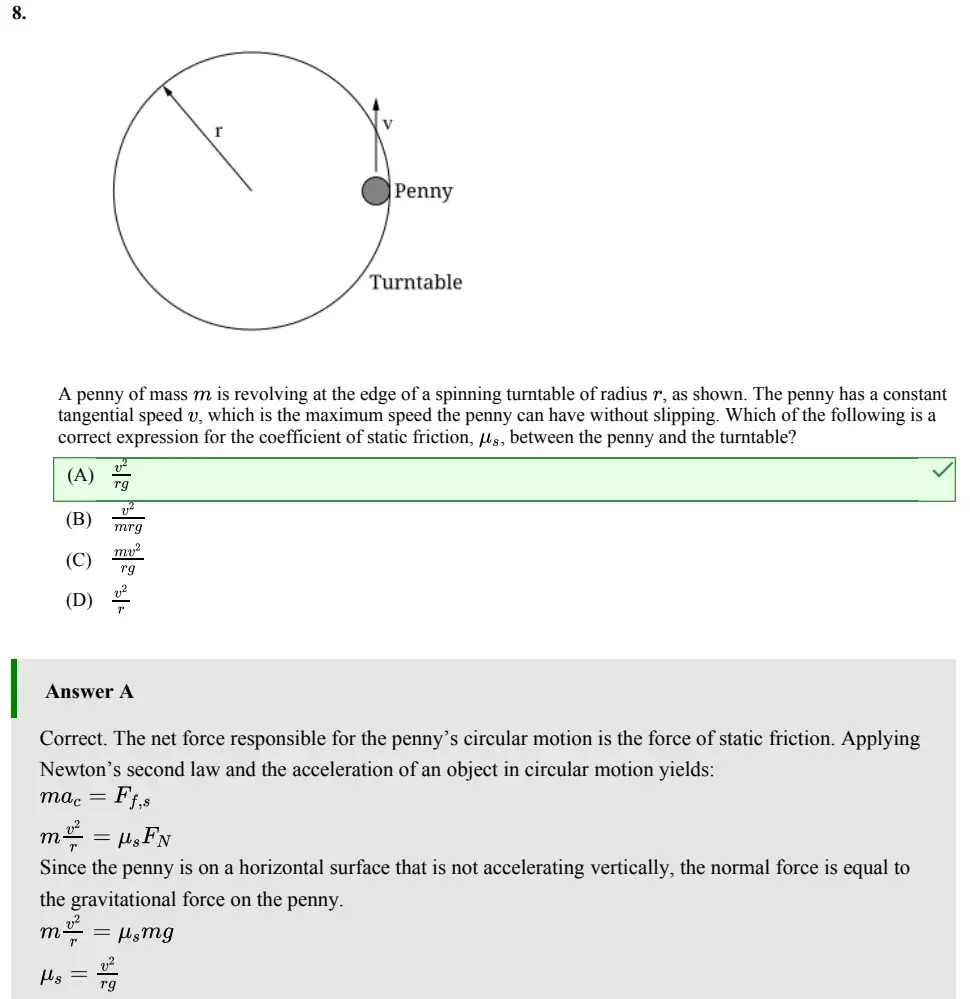 8.
r
v
Penny
Turntable
A penny of mass m is revolving at the edge of a spinning turntable of radius r, as shown. The penny has a constant
tangential speed v, which is the maximum speed the penny can have without slipping. Which of the following is a
correct expression for the coefficient of static friction, μₛ, between the penny and the turntable?
(A) v²/rg
(B) v²/mrg
(C) mv²/rg
(D) v²/r
Answer A
Correct. The net force responsible for the penny’s circular motion is the force of static friction. Applying
Newton’s second law and the acceleration of an object in circular motion yields:
ma_c = F_{f,s}
m v²/r = μₛF_N
Since the penny is on a horizontal surface that is not accelerating vertically, the normal force is equal to
the gravitational force on the penny.
m v²/r = μₛmg
μₛ = v²/rg